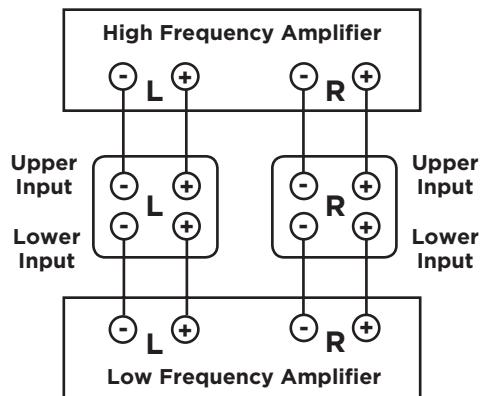 High Frequency Amplifier
- L + - R +
Upper Input Upper Input
- L + - R +
- + - +
Lower Input Lower Input
- L + - R +
Low Frequency Amplifier